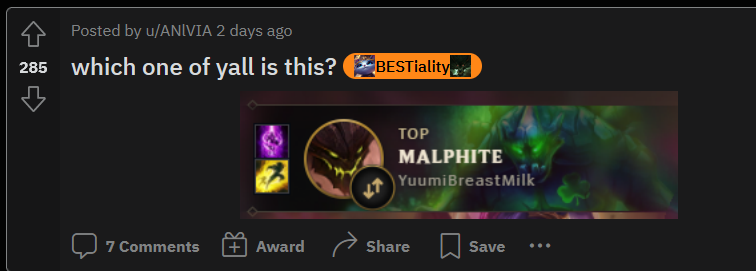 Posted by u/ANlVIA 2 days ago
285
which one of yall is this? BESTiality
TOP
MALPHITE
YuumiBreastMilk
7 Comments Award Share Save